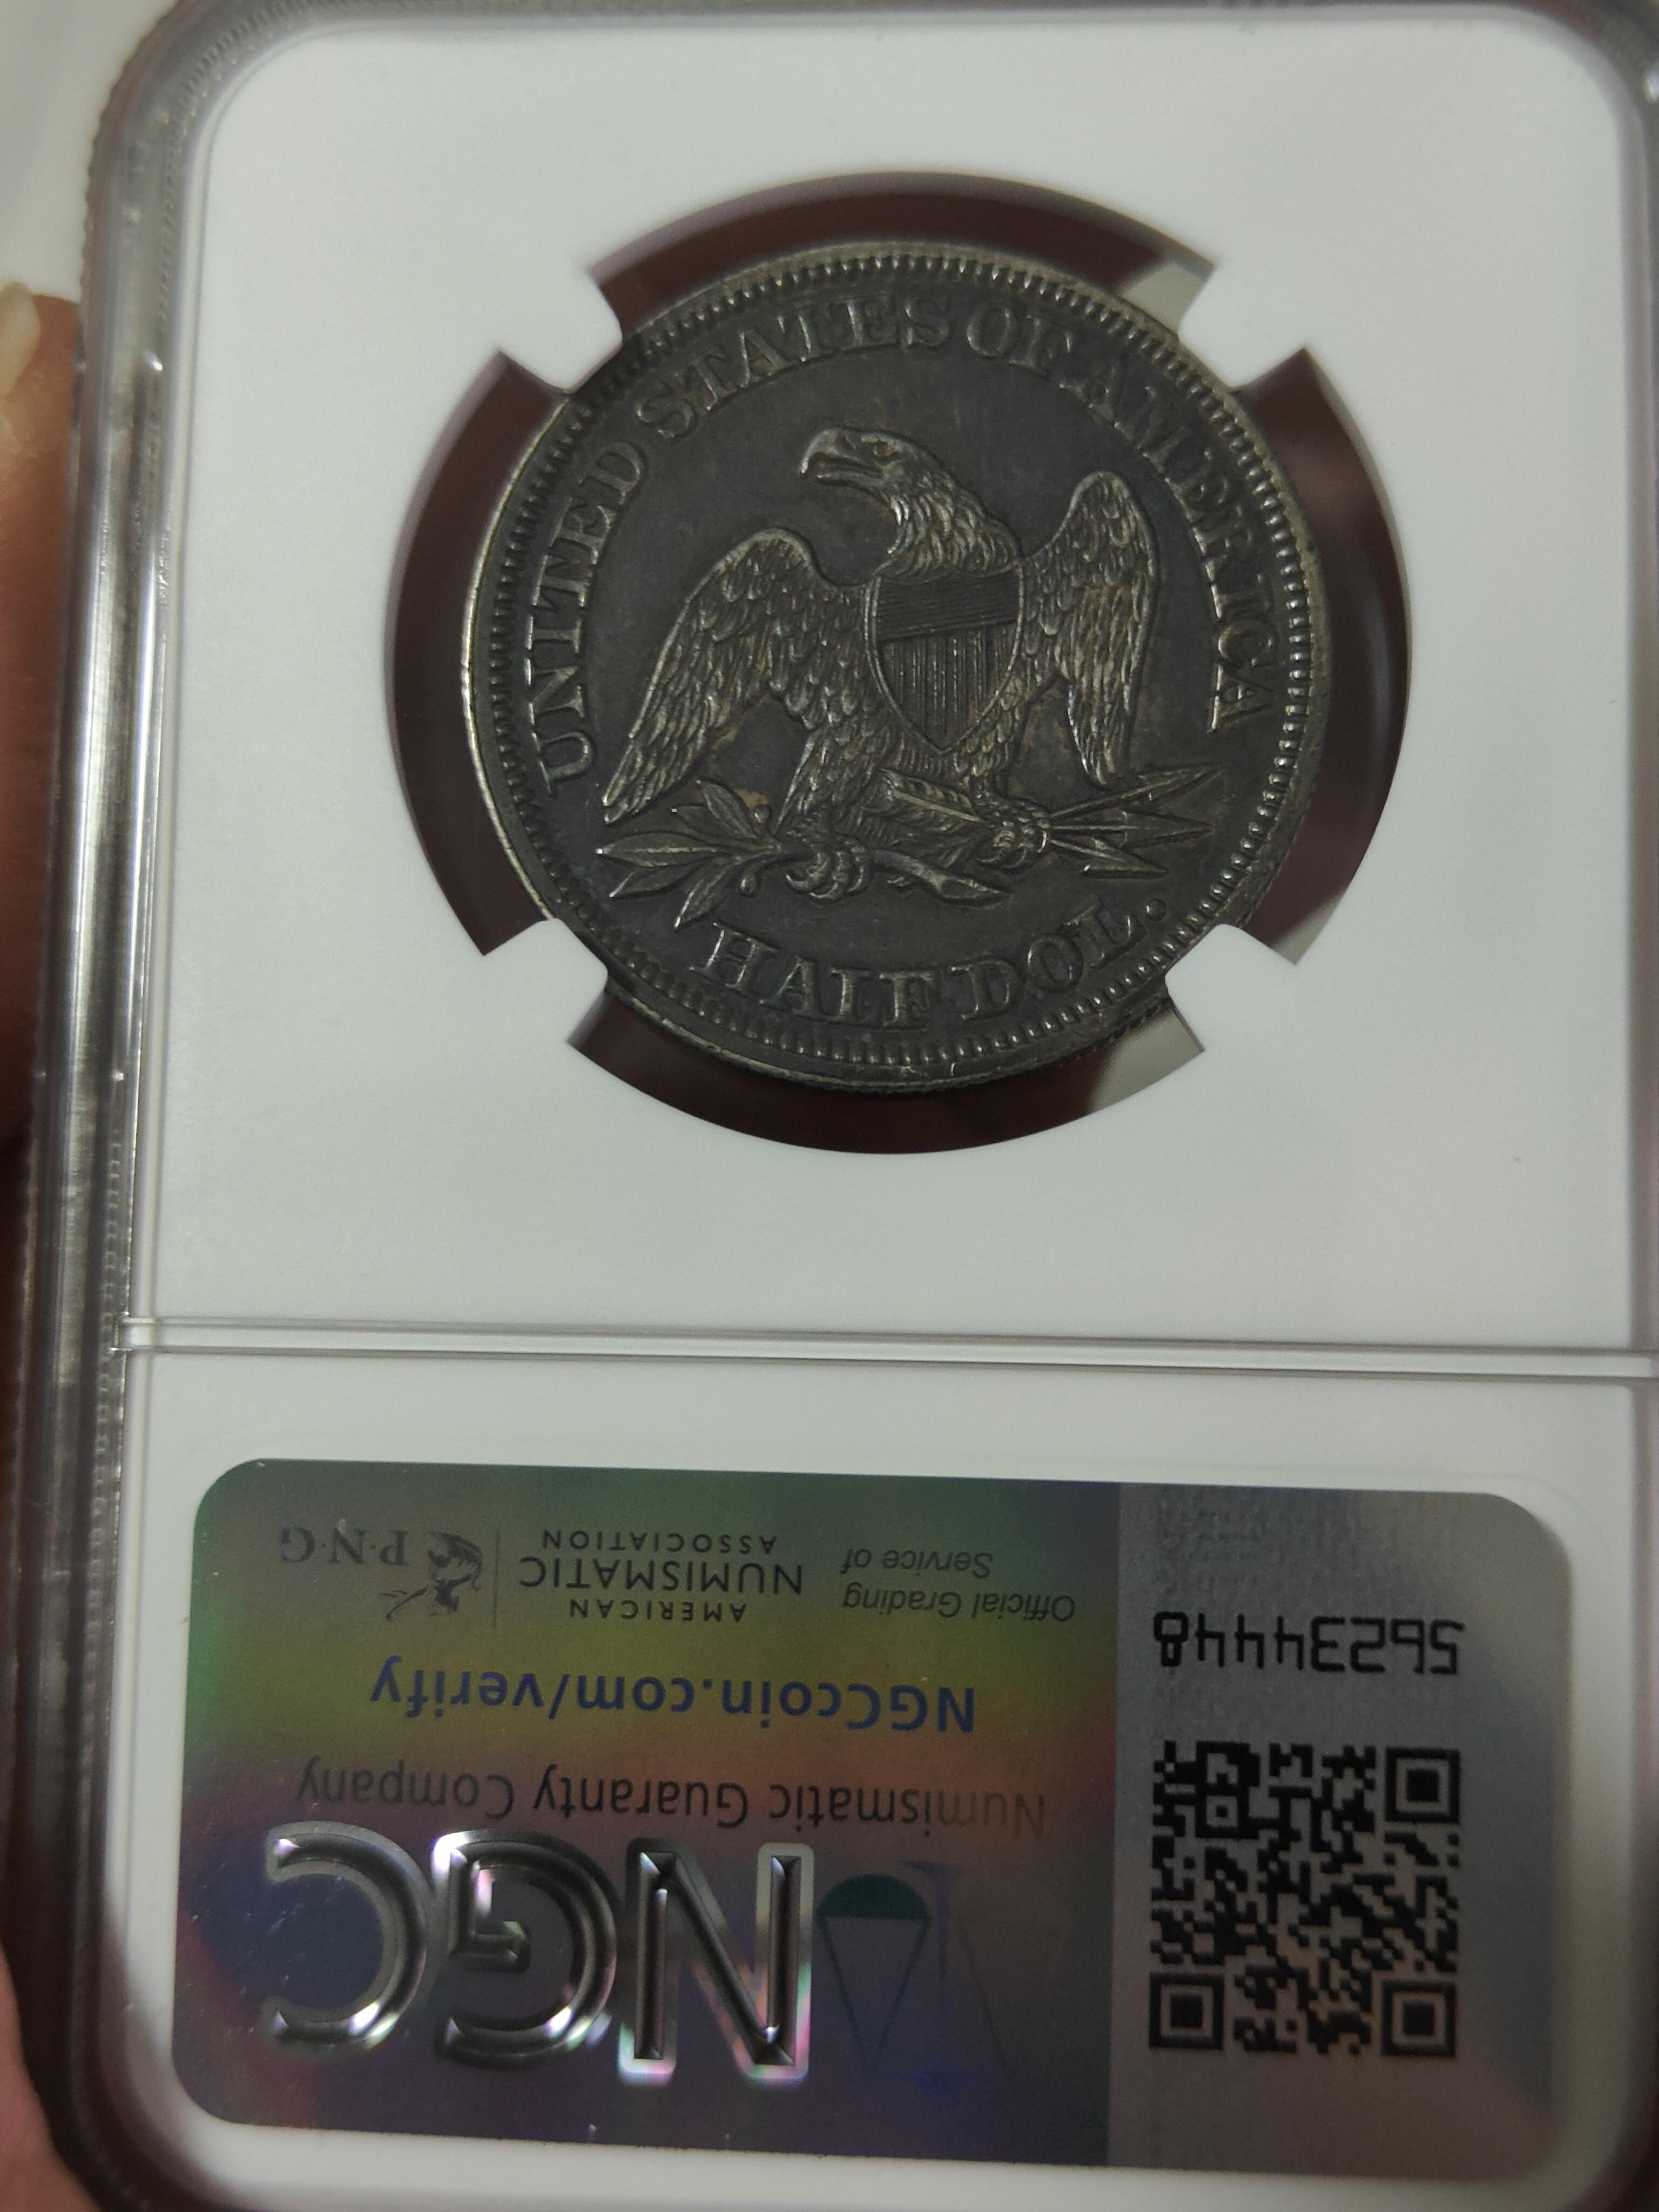 UNITED STATES OF AMERICA
HALF DOL.
NGC
Numismatic Guaranty Company
NGCcoin.com/verify
Official Grading
Service of
AMERICAN
NUMISMATIC
ASSOCIATION
P·N·G
56234448